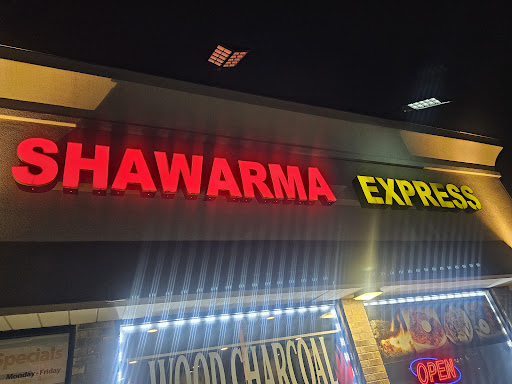 SHAWARMA EXPRESS
Specials
Monday - Friday
WOOD CHARCOAL
OPEN